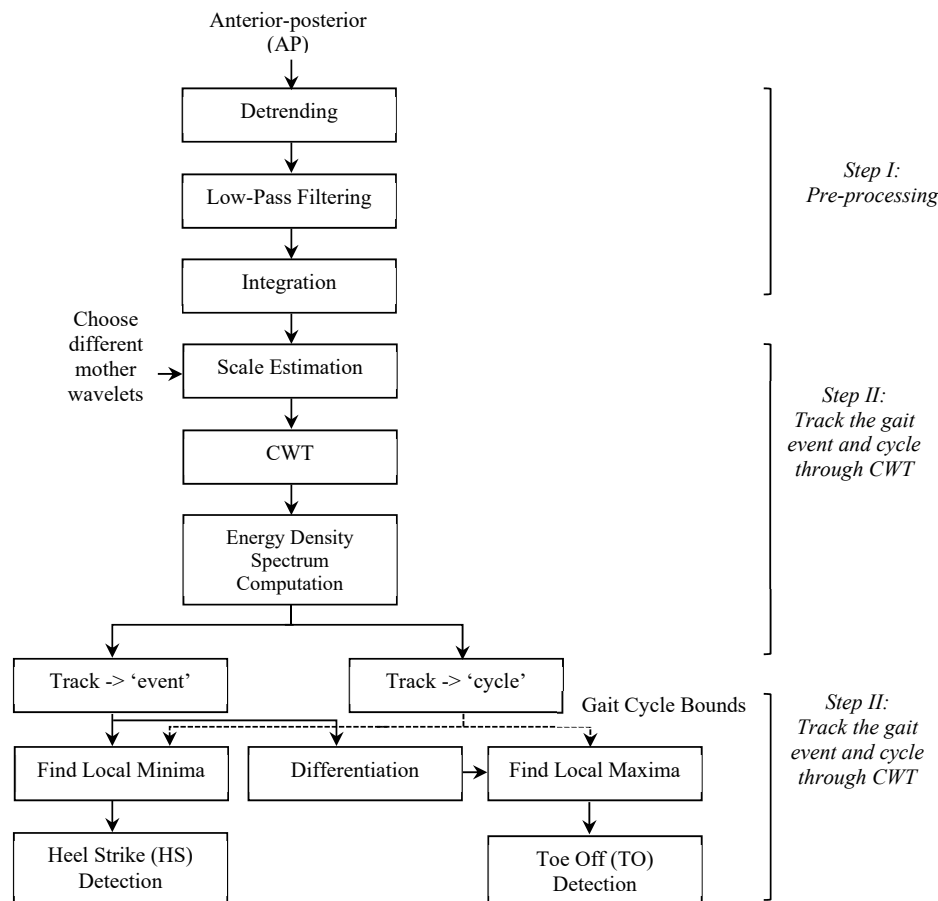 Anterior-posterior
(AP)
Detrending
Low-Pass Filtering
Integration
Step I:
Pre-processing
Choose
different
mother
wavelets
Scale Estimation
CWT
Energy Density
Spectrum
Computation
Step II:
Track the gait
event and cycle
through CWT
Track -> ‘event’
Track -> ‘cycle’
Gait Cycle Bounds
Find Local Minima
Differentiation
Find Local Maxima
Heel Strike (HS)
Detection
Toe Off (TO)
Detection
Step II:
Track the gait
event and cycle
through CWT